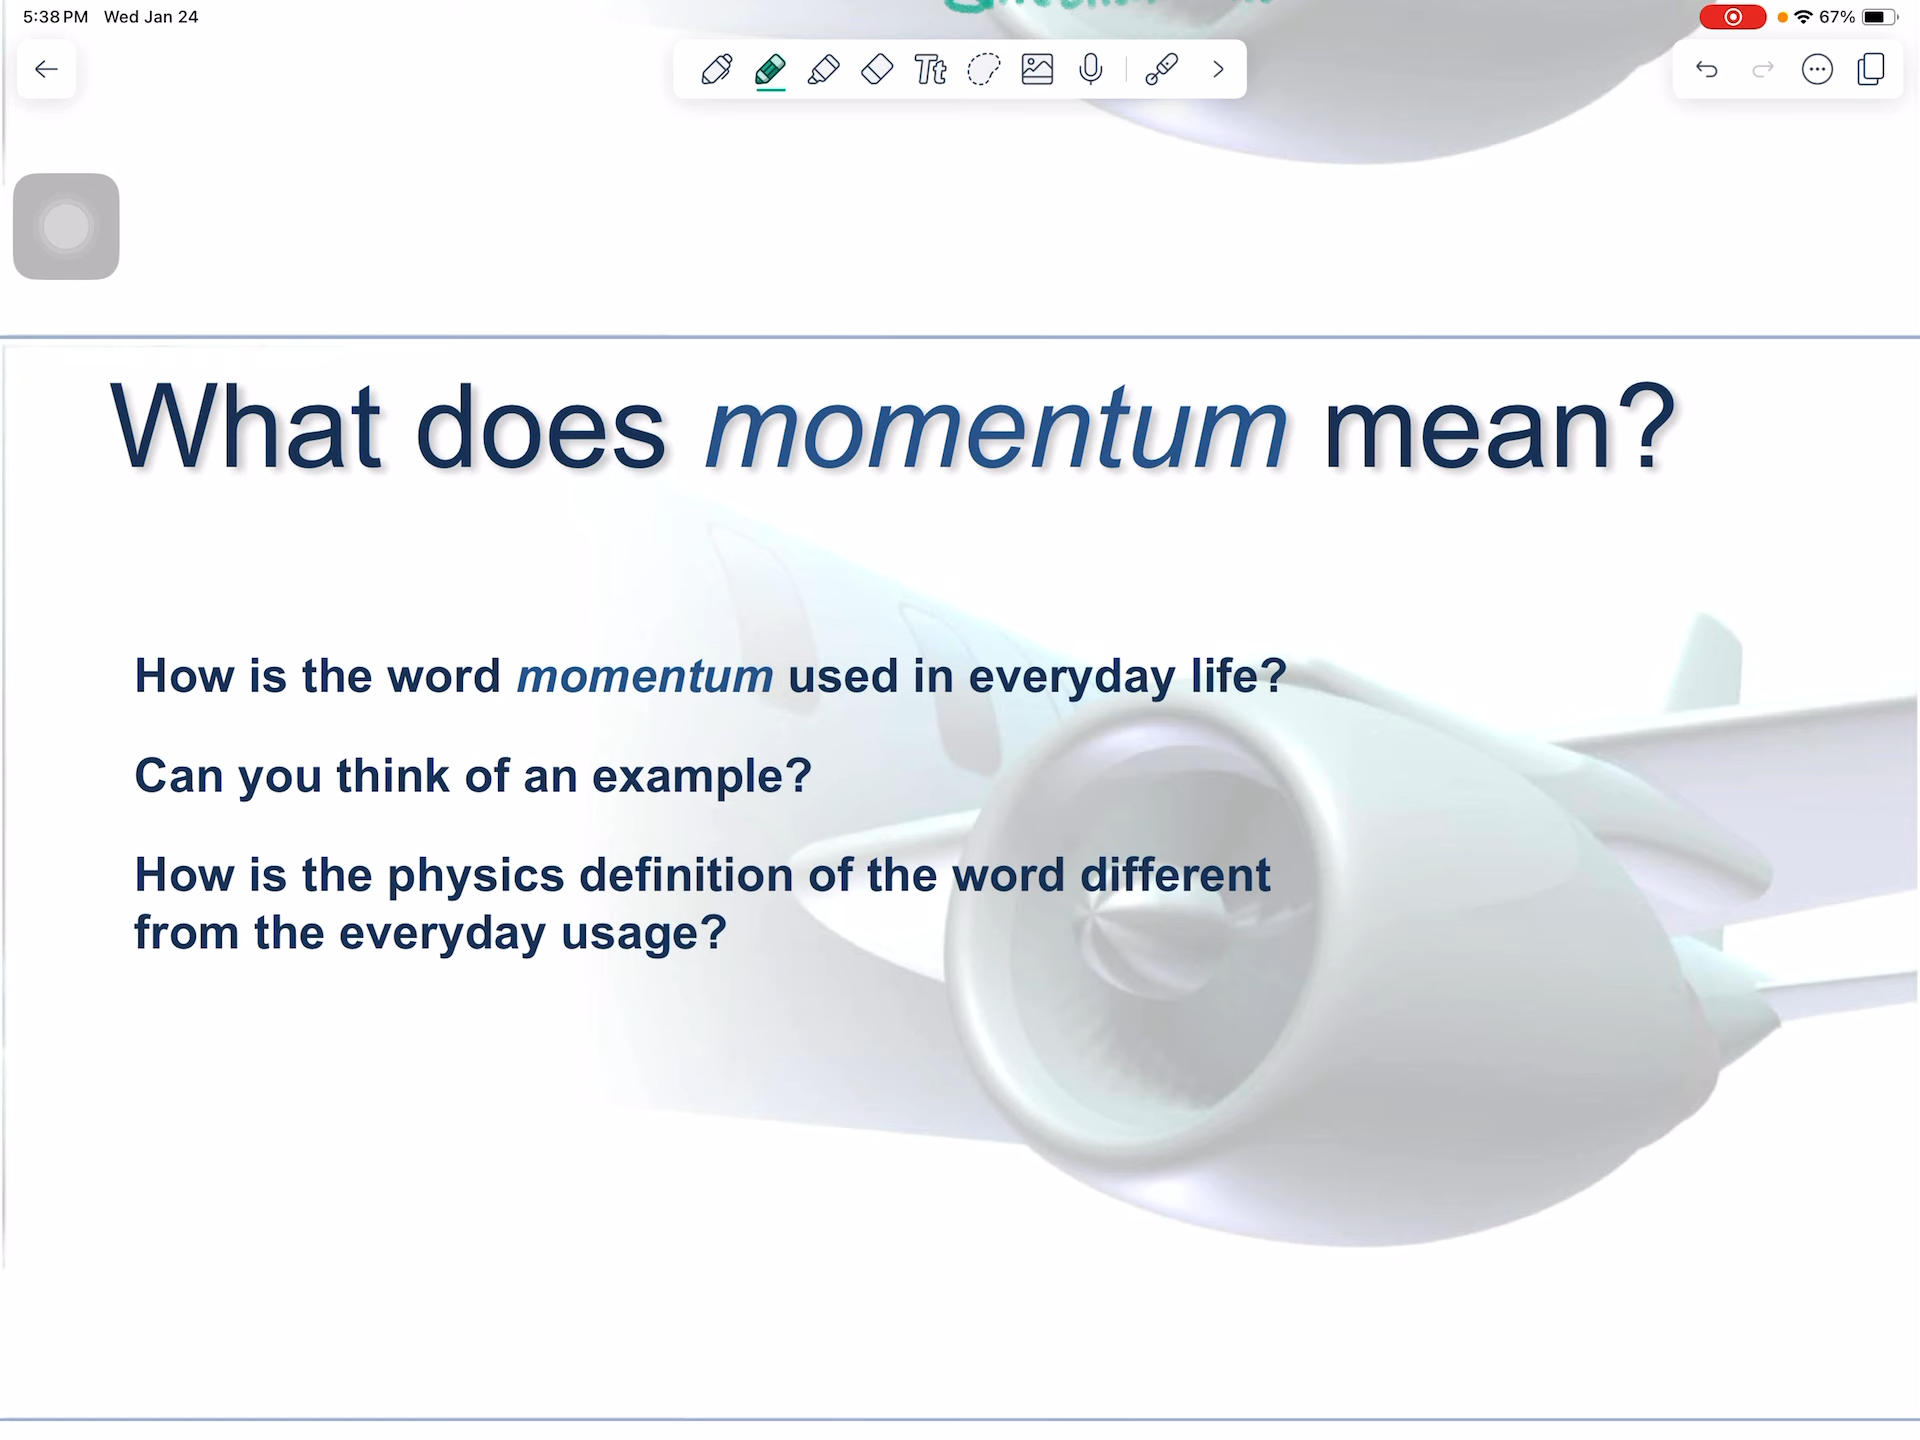 5:38 PM Wed Jan 24
67%
Tt
What does momentum mean?
How is the word momentum used in everyday life?
Can you think of an example?
How is the physics definition of the word different
from the everyday usage?